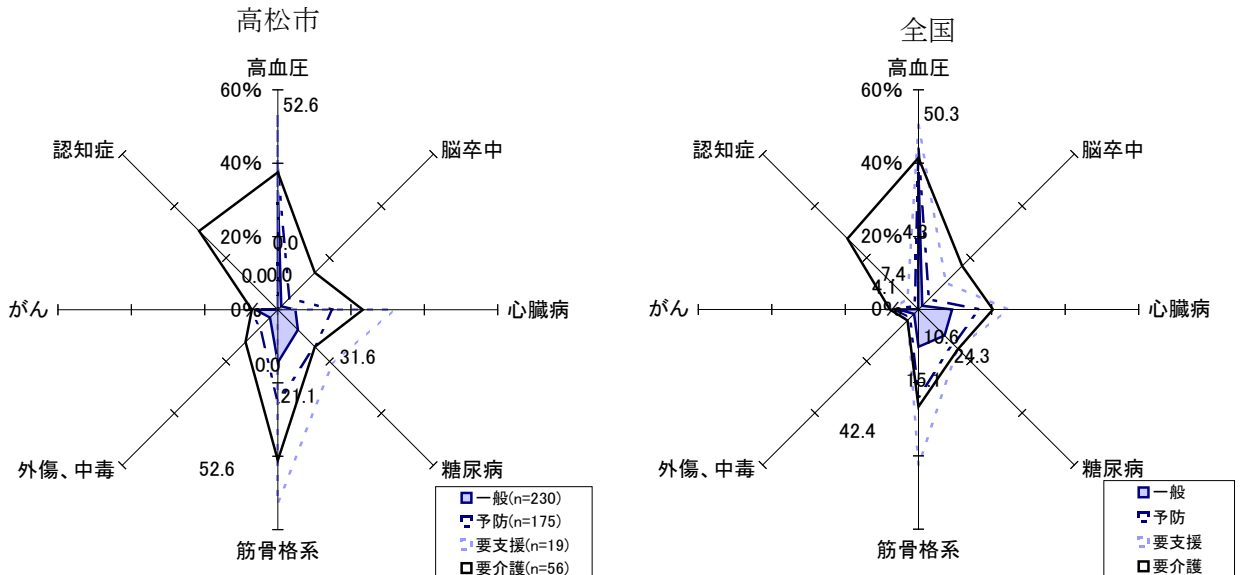 高松市
高血圧
60%
52.6
認知症
脳卒中
40%
20%
0.0
0.0
0.0
がん
0%
心臓病
31.6
0.0
21.1
52.6
外傷、中毒
糖尿病
筋骨格系
一般(n=230)
予防(n=175)
要支援(n=19)
要介護(n=56)
全国
高血圧
60%
50.3
認知症
脳卒中
40%
20%
4.3
7.4
4.1
がん
0%
心臓病
10.6
24.3
15.1
42.4
外傷、中毒
糖尿病
筋骨格系
一般
予防
要支援
要介護